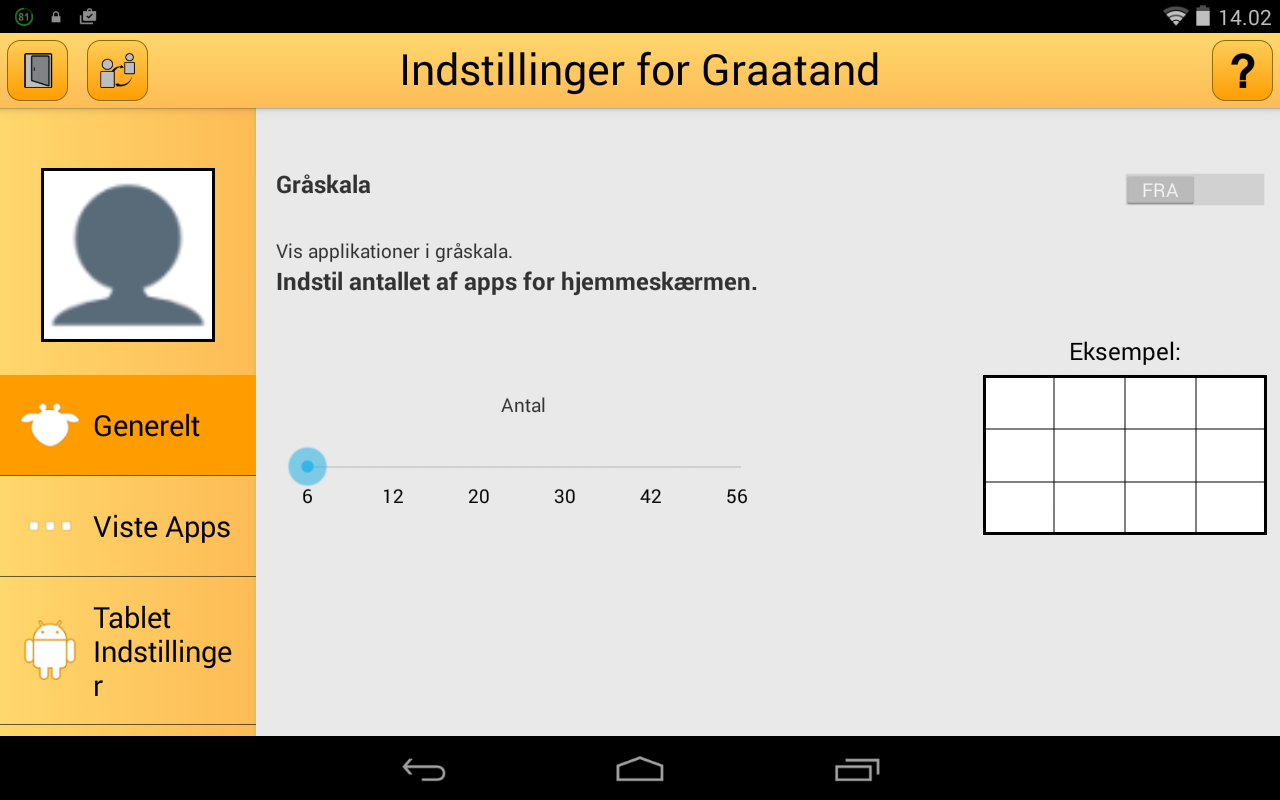 81
14.02
Indstillinger for Graatand
?
Gråskala
FRA
Vis applikationer i gråskala.
Indstil antallet af apps for hjemmeskærmen.
Eksempel:
Antal
6 12 20 30 42 56
Generelt
Viste Apps
Tablet
Indstillinge
r